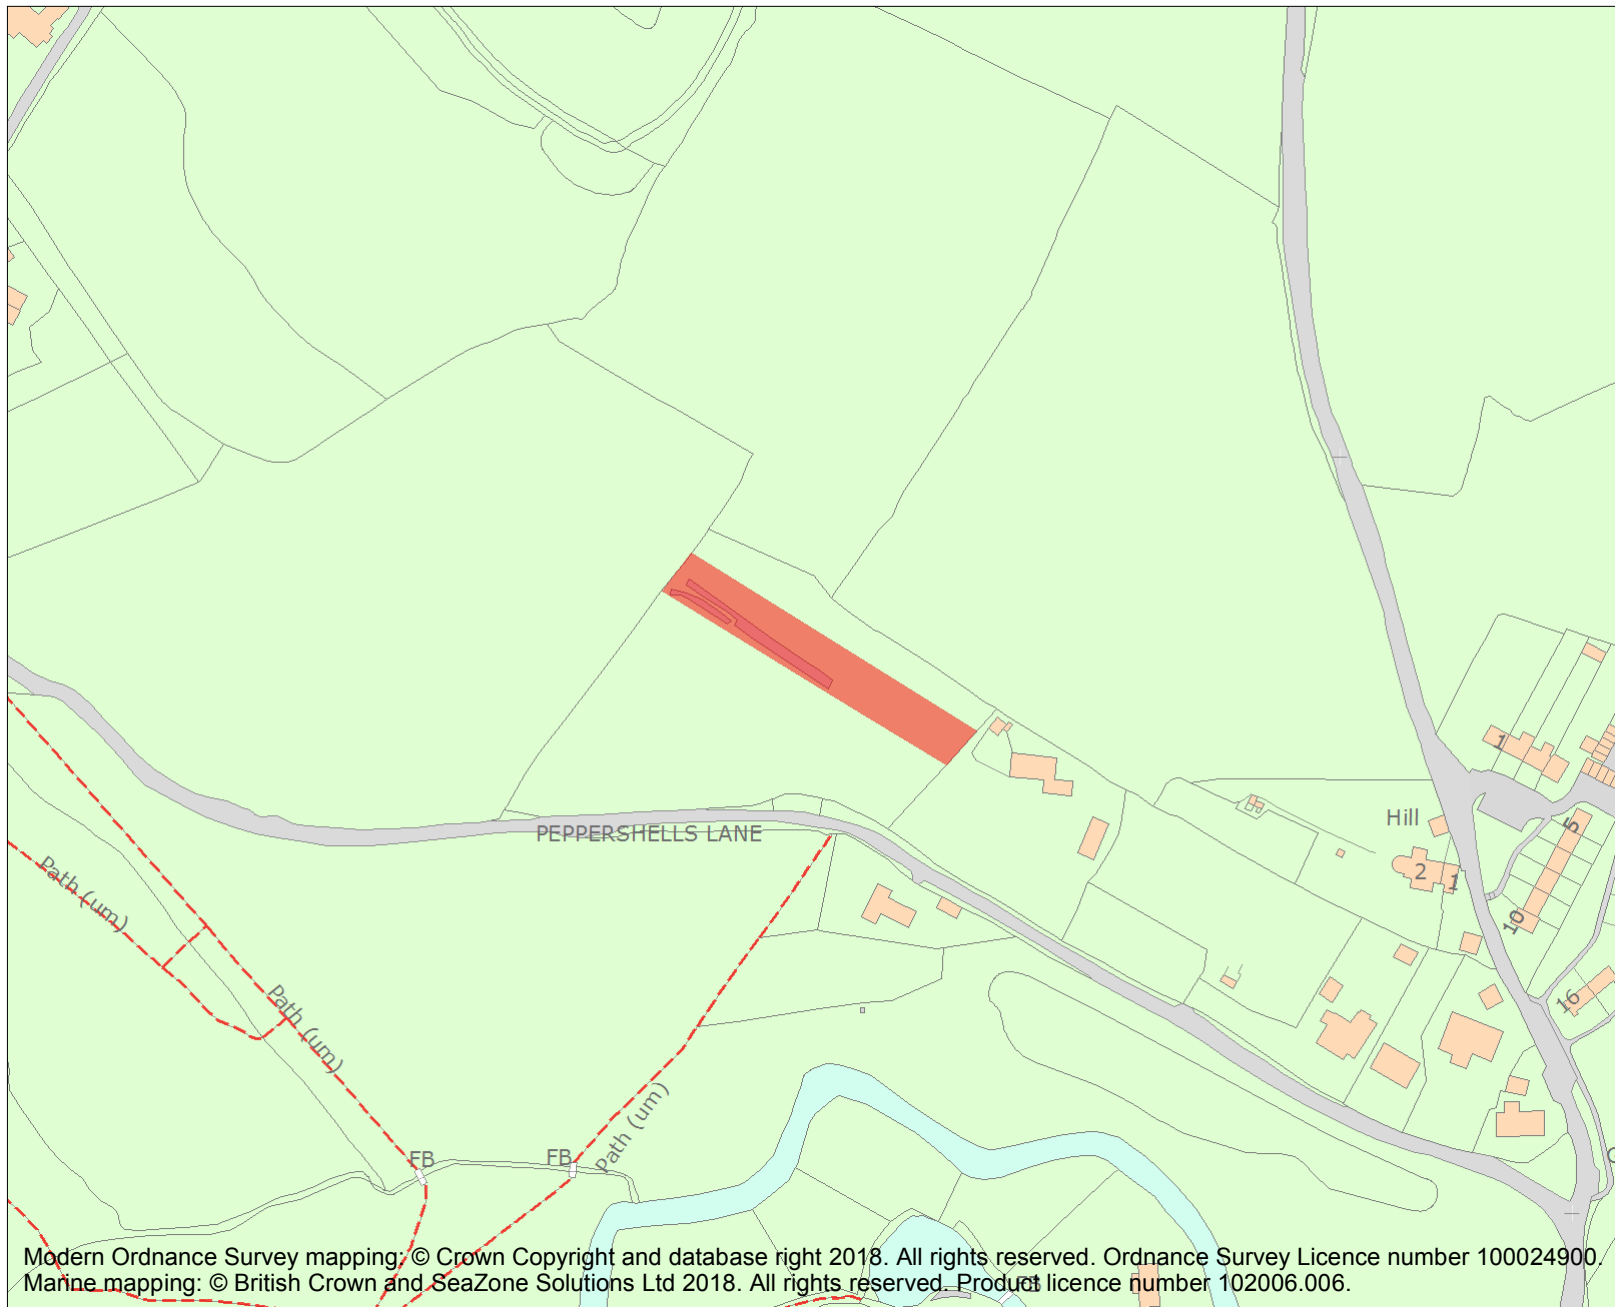 1
Hill
5
PEPPERSHELLS LANE
2
1
Path (um)
10
16
Path (um)
Path (um)
FB
FB
Modern Ordnance Survey mapping: © Crown Copyright and database right 2018. All rights reserved. Ordnance Survey Licence number 100024900.
Marine mapping: © British Crown and SeaZone Solutions Ltd 2018. All rights reserved. Product licence number 102006.006.
FB